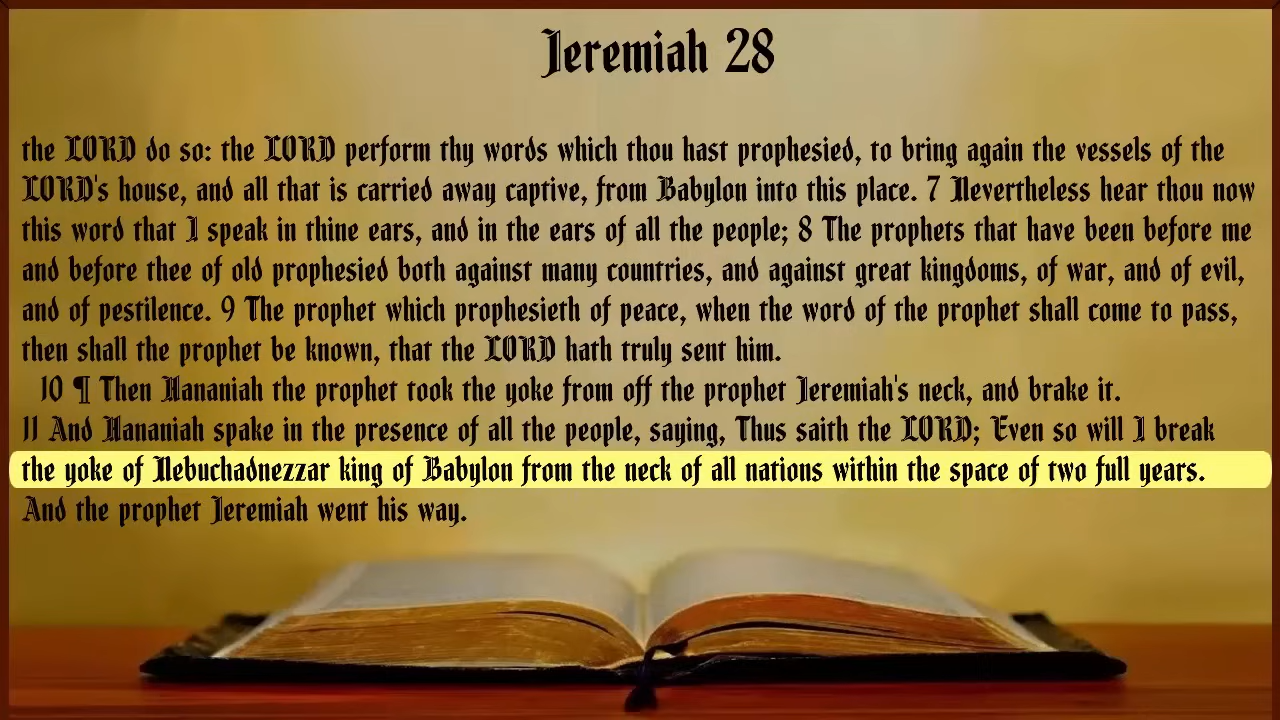 Jeremiah 28
the LORD do so: the LORD perform thy words which thou hast prophesied, to bring again the vessels of the
LORD's house, and all that is carried away captive, from Babylon into this place. 7 Nevertheless hear thou now
this word that I speak in thine ears, and in the ears of all the people; 8 The prophets that have been before me
and before thee of old prophesied both against many countries, and against great kingdoms, of war, and of evil,
and of pestilence. 9 The prophet which prophesieth of peace, when the word of the prophet shall come to pass,
then shall the prophet be known, that the LORD hath truly sent him.
10 ¶ Then Hananiah the prophet took the yoke from off the prophet Jeremiah's neck, and brake it.
11 And Hananiah spake in the presence of all the people, saying, Thus saith the LORD; Even so will I break
the yoke of Nebuchadnezzar king of Babylon from the neck of all nations within the space of two full years.
And the prophet Jeremiah went his way.